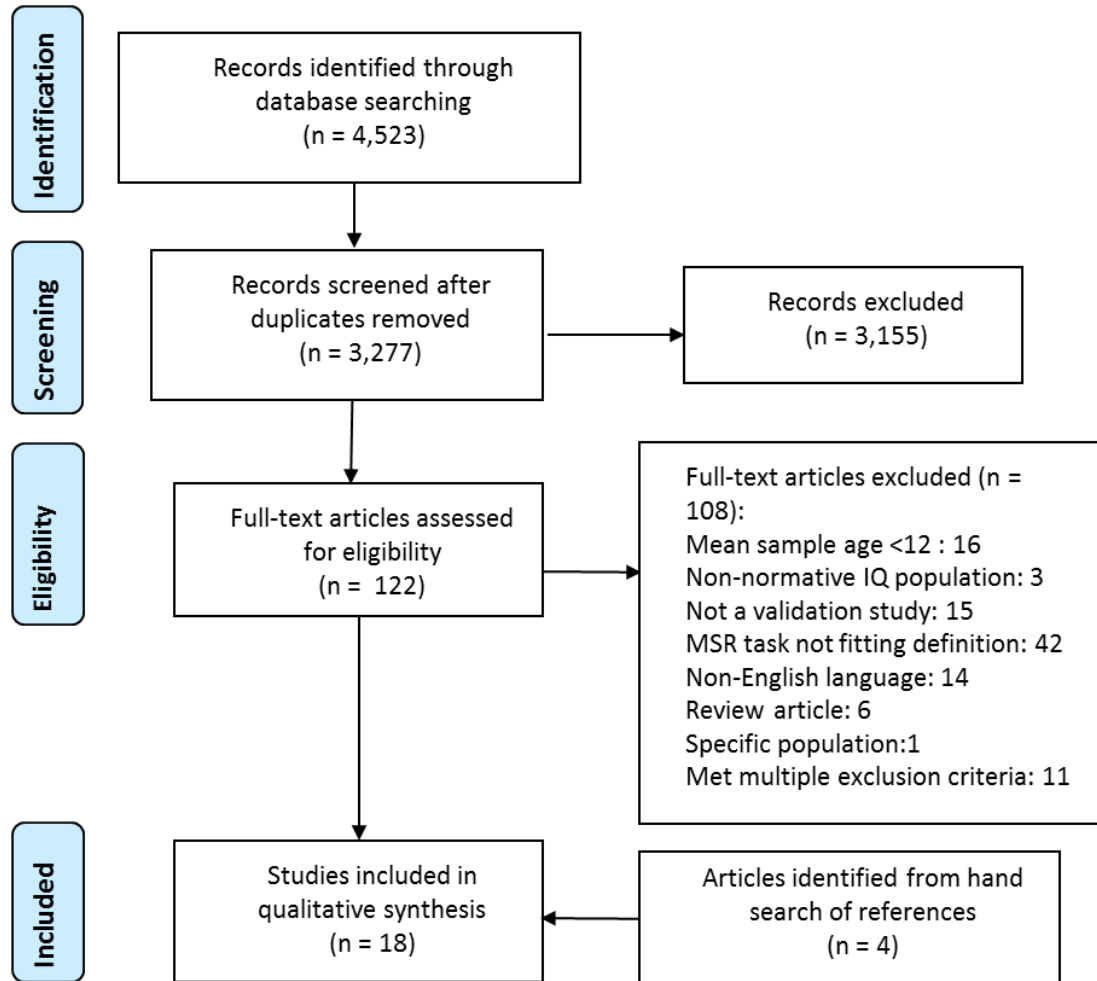 Identification
Records identified through
database searching
(n = 4,523)
Screening
Records screened after
duplicates removed
(n = 3,277)
Records excluded
(n = 3,155)
Eligibility
Full-text articles assessed
for eligibility
(n = 122)
Full-text articles excluded (n =
108):
Mean sample age <12 : 16
Non-normative IQ population: 3
Not a validation study: 15
MSR task not fitting definition: 42
Non-English language: 14
Review article: 6
Specific population:1
Met multiple exclusion criteria: 11
Included
Studies included in
qualitative synthesis
(n = 18)
Articles identified from hand
search of references
(n = 4)